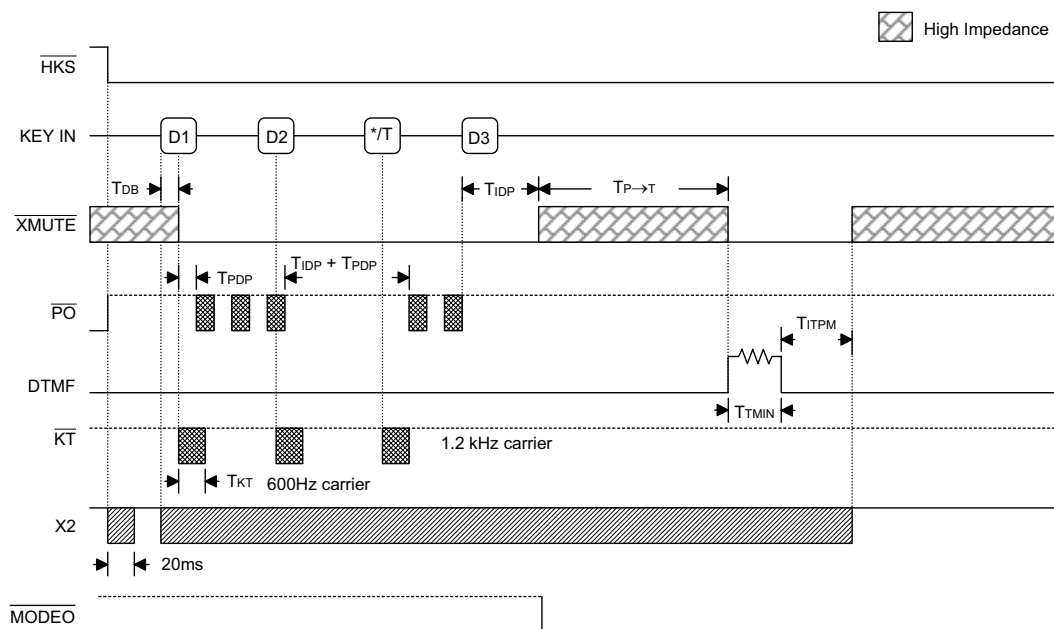 High Impedance
HKS
KEY IN
D1 D2 */T D3
TDB TIDP TP→T
XMUTE
TPDP TIDP + TPDP
PO
TITPM
DTMF
TTMIN
KT
1.2 kHz carrier
TKT 600Hz carrier
X2
20ms
MODEO